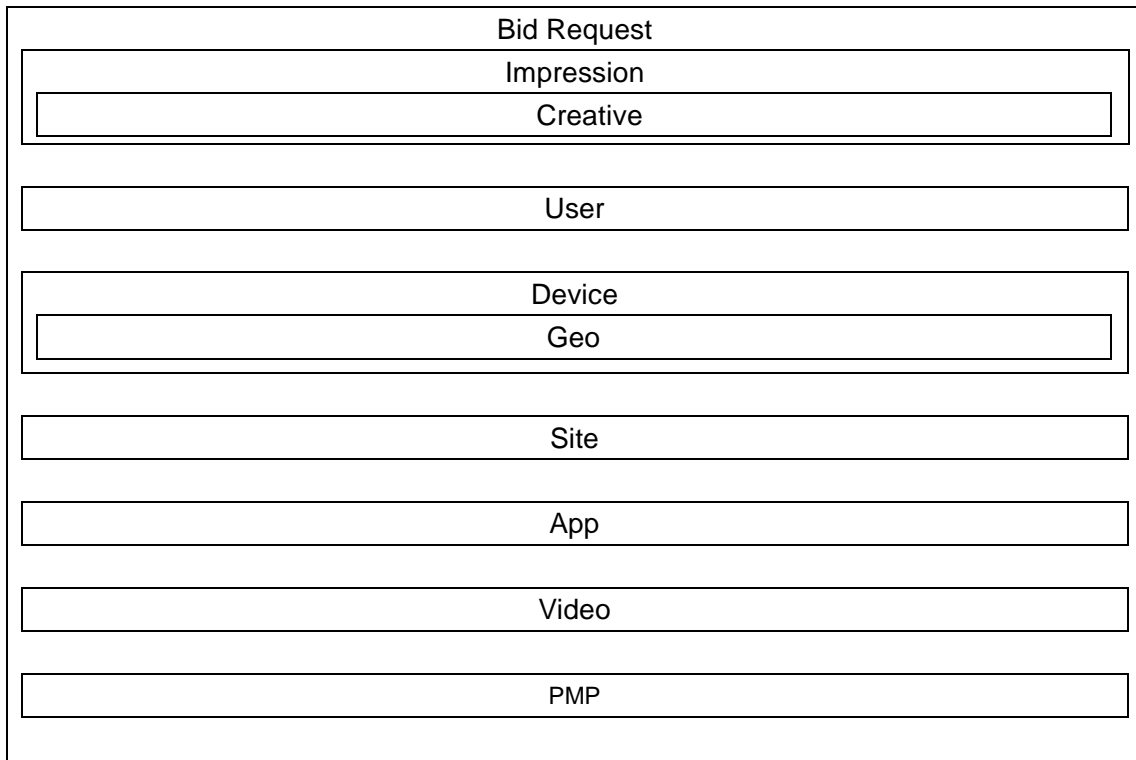 Bid Request
Impression
Creative
User
Device
Geo
Site
App
Video
PMP